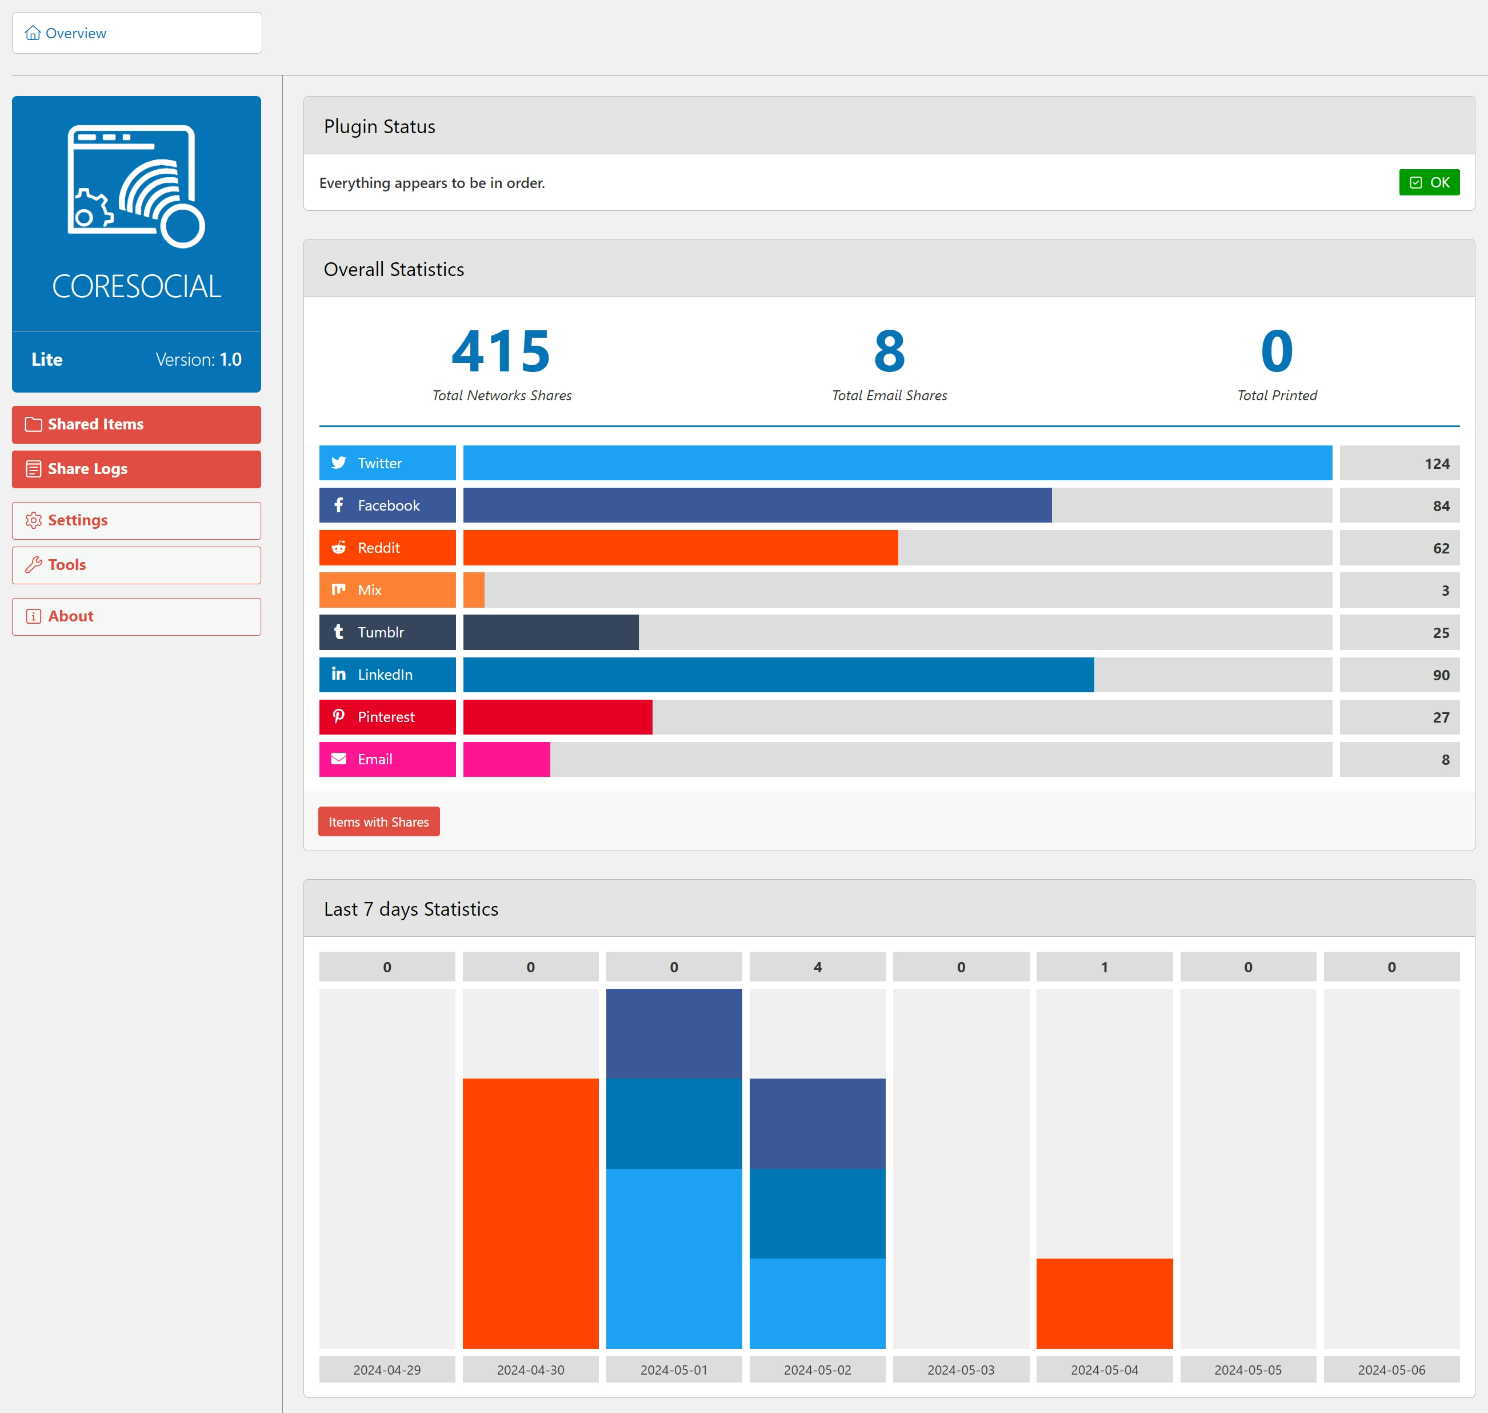 Overview
CORESOCIAL
Lite Version: 1.0
Shared Items
Share Logs
Settings
Tools
About
Plugin Status
Everything appears to be in order. OK
Overall Statistics
415 8 0
Total Networks Shares Total Email Shares Total Printed
Twitter 124
Facebook 84
Reddit 62
Mix 3
Tumblr 25
LinkedIn 90
Pinterest 27
Email 8
Items with Shares
Last 7 days Statistics
0 0 0 4 0 1 0 0
2024-04-29 2024-04-30 2024-05-01 2024-05-02 2024-05-03 2024-05-04 2024-05-05 2024-05-06